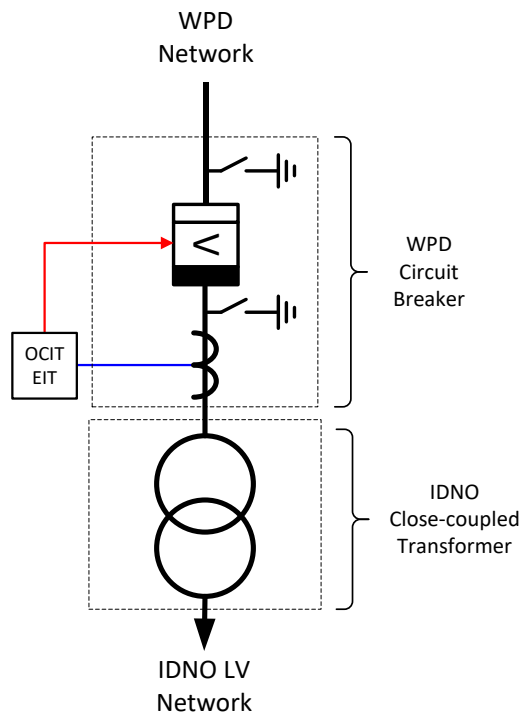 WPD
Network
WPD
Circuit
Breaker
OCIT
EIT
IDNO
Close-coupled
Transformer
IDNO LV
Network